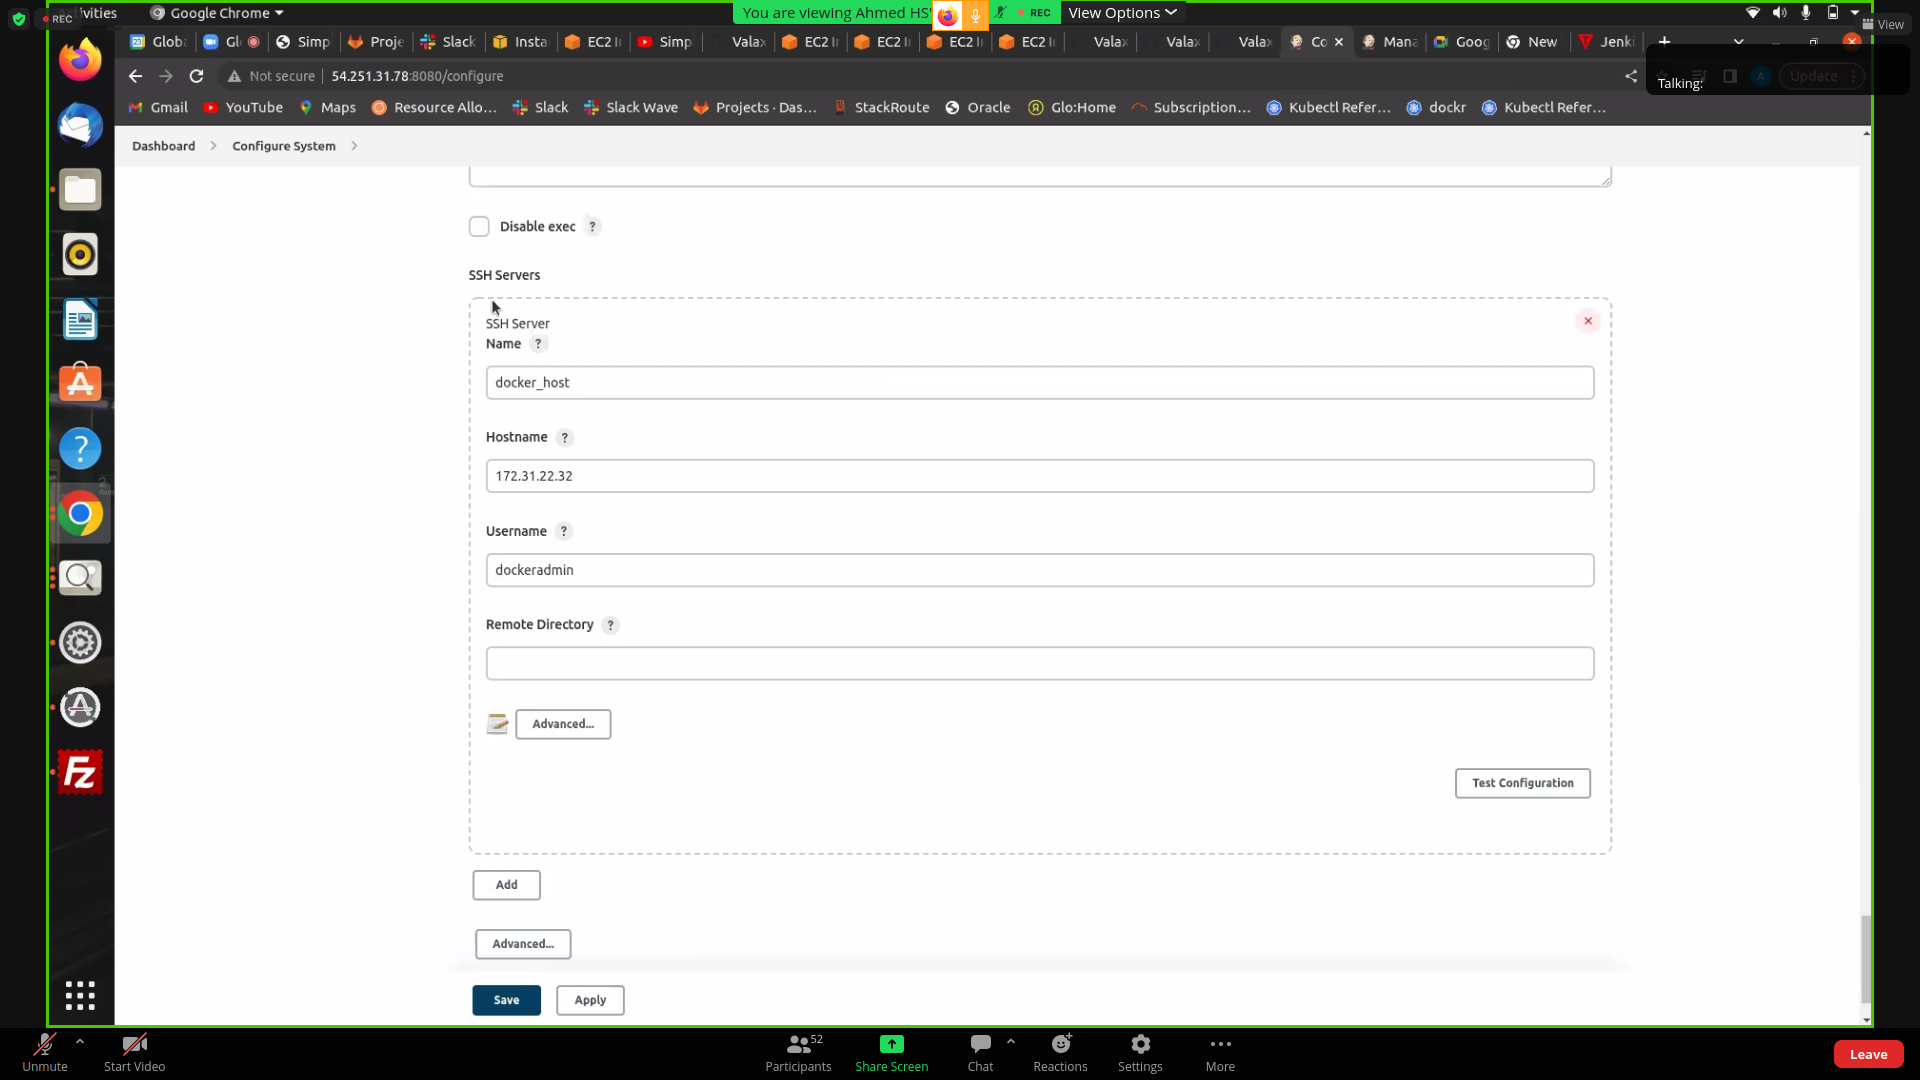 REC
Activities
Google Chrome
You are viewing Ahmed HS'
REC
View Options
View
Globa
Gl
Simp
Proje
Slack
Insta
EC2 I
Simp
Valax
EC2 I
EC2 I
EC2 I
EC2 I
Valax
Valax
Valax
Co
Mana
Goog
New
Jenki
Not secure
54.251.31.78:8080/configure
Talking:
A
Update
Gmail
YouTube
Maps
Resource Allo...
Slack
Slack Wave
Projects · Das...
StackRoute
Oracle
Glo:Home
Subscription...
Kubectl Refer...
dockr
Kubectl Refer...
Dashboard
Configure System
Disable exec ?
SSH Servers
SSH Server
Name ?
docker_host
Hostname ?
172.31.22.32
Username ?
dockeradmin
Remote Directory ?
Advanced...
Test Configuration
Add
Advanced...
Save
Apply
Unmute
Start Video
52
Participants
Share Screen
Chat
Reactions
Settings
More
Leave